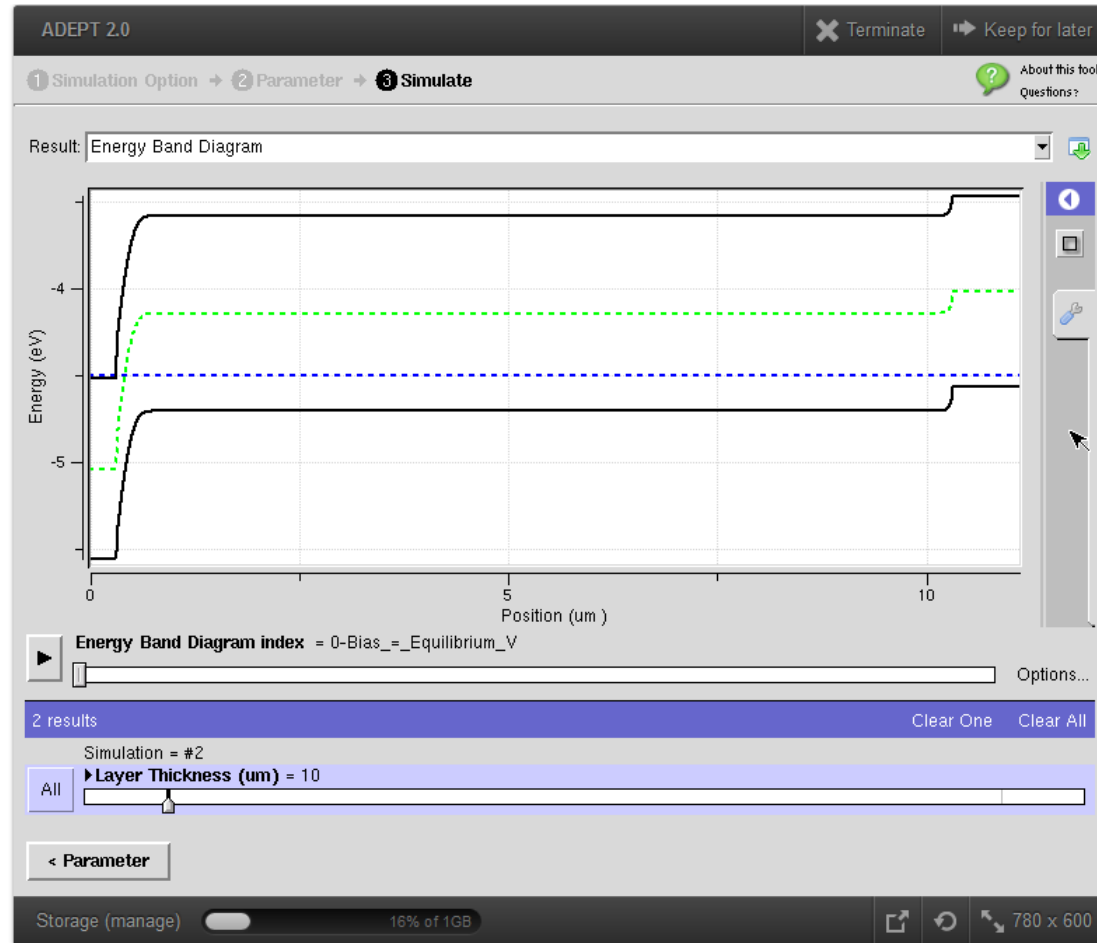 ADEPT 2.0
Terminate
Keep for later
1 Simulation Option → 2 Parameter → 3 Simulate
? About this tool
Questions?
Result: Energy Band Diagram
Energy (eV)
-4
-5
0 5 10
Position (um )
Energy Band Diagram index = 0-Bias_=_Equilibrium_V
Options...
2 results Clear One Clear All
Simulation = #2
All
Layer Thickness (um) = 10
< Parameter
Storage (manage) 16% of 1GB 780 x 600